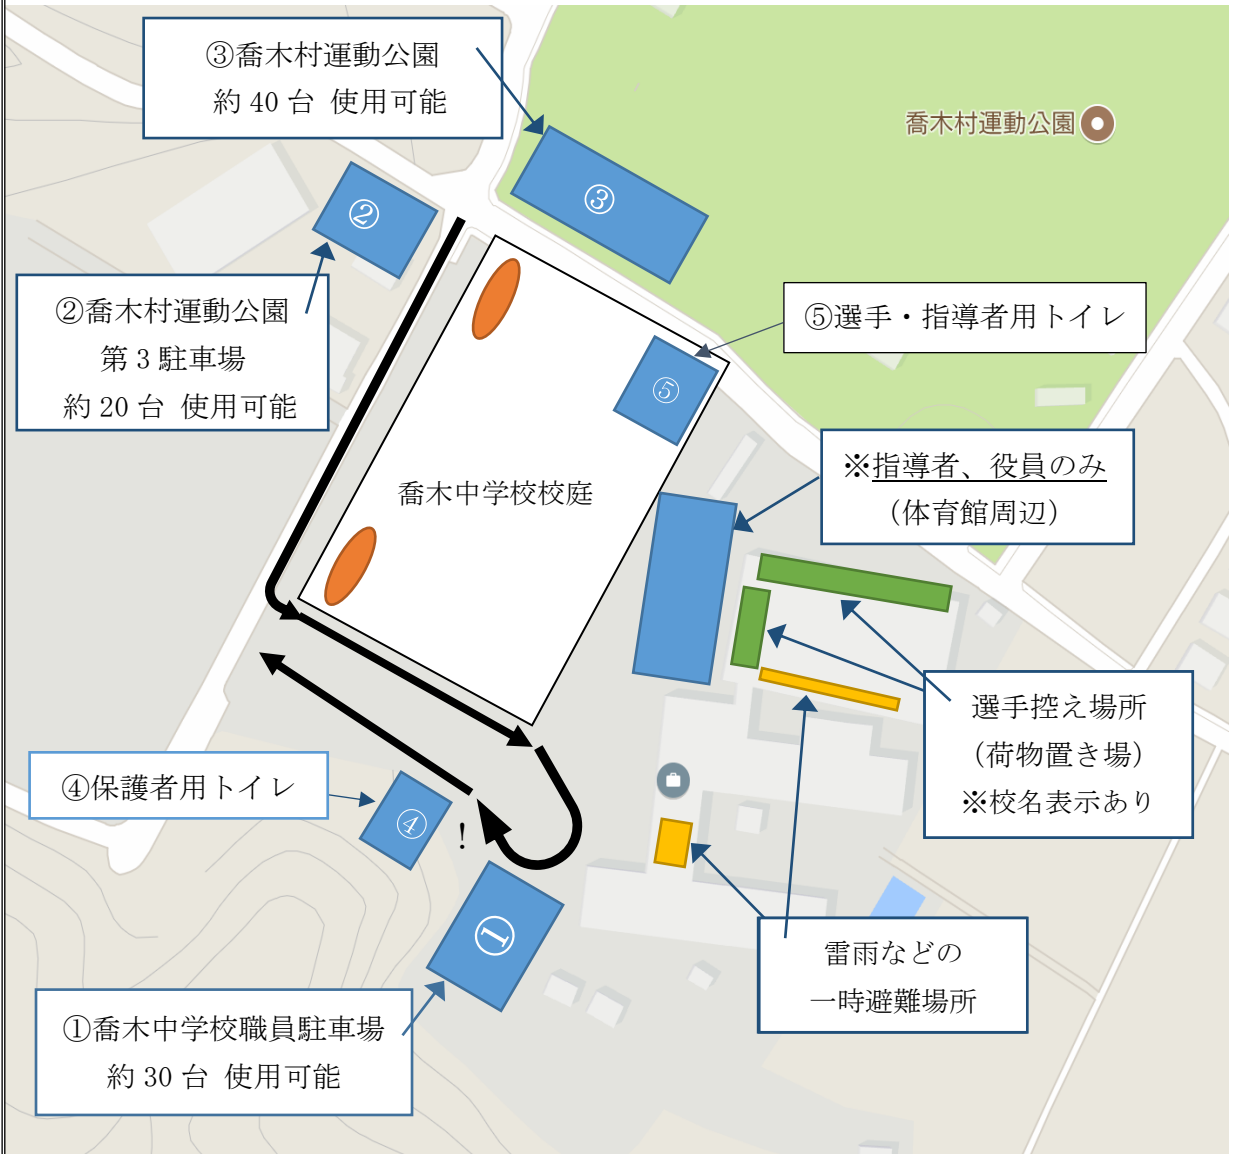 ③喬木村運動公園
約 40 台 使用可能
喬木村運動公園
②
③
②喬木村運動公園
第 3 駐車場
約 20 台 使用可能
⑤選手・指導者用トイレ
⑤
※指導者、役員のみ
（体育館周辺）
喬木中学校校庭
選手控え場所
（荷物置き場）
※校名表示あり
④保護者用トイレ
④
!
①
雷雨などの
一時避難場所
①喬木中学校職員駐車場
約 30 台 使用可能